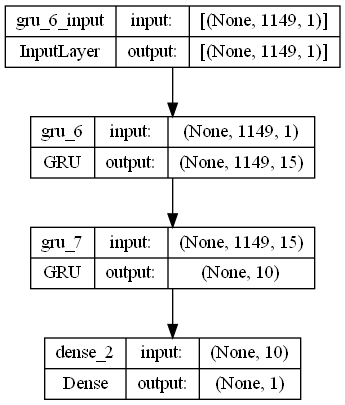 gru_6_input input: [(None, 1149, 1)]
InputLayer output: [(None, 1149, 1)]
gru_6 input: (None, 1149, 1)
GRU output: (None, 1149, 15)
gru_7 input: (None, 1149, 15)
GRU output: (None, 10)
dense_2 input: (None, 10)
Dense output: (None, 1)